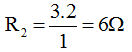 R₂ = 3.2/1 = 6Ω